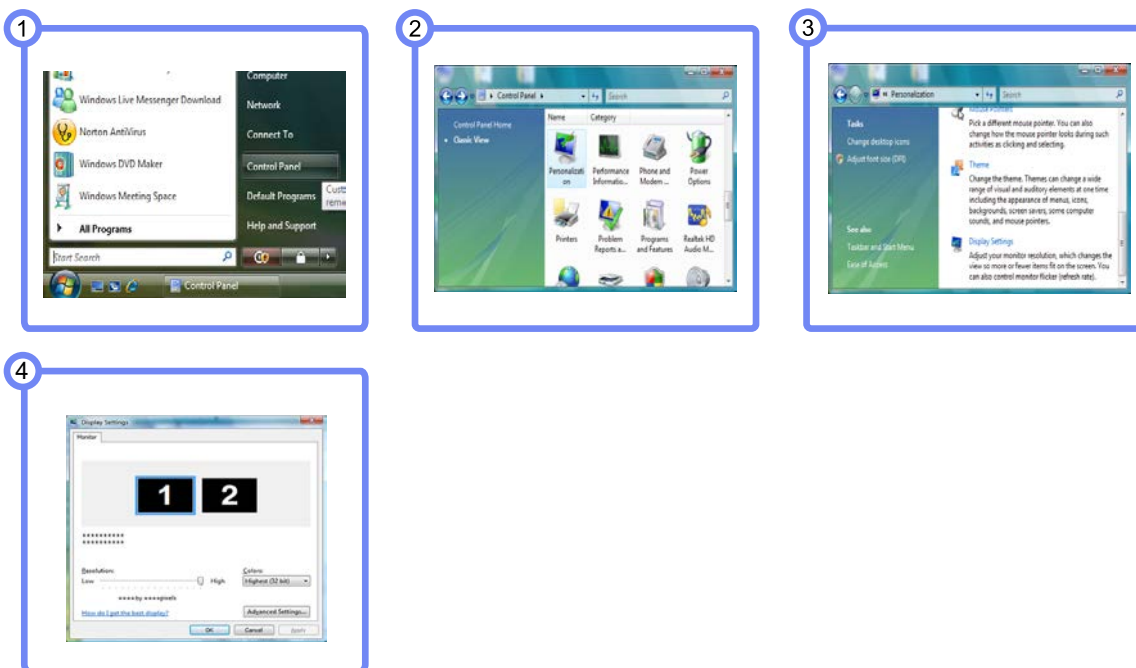 1
Computer
Windows Live Messenger Download
Network
Norton AntiVirus
Connect To
Windows DVD Maker
Control Panel
Windows Meeting Space
Default Programs
All Programs
Help and Support
Start Search
Control Panel
2
Control Panel
Search
Control Panel Home
Classic View
Name Category
Personalizati
on
Performance
Informatio...
Phone and
Modem ...
Power
Options
Printers
Problem
Reports a...
Programs
and Features
Realtek HD
Audio M...
3
« Personalization
Search
Tasks
Change desktop icons
Adjust font size (DPI)
See also
Taskbar and Start Menu
Ease of Access
Mouse Pointers
Pick a different mouse pointer. You can also
change how the mouse pointer looks during such
activities as clicking and selecting.
Theme
Change the theme. Themes can change a wide
range of visual and auditory elements at one time
including the appearance of menus, icons,
backgrounds, screen savers, some computer
sounds, and mouse pointers.
Display Settings
Adjust your monitor resolution, which changes the
view so more or fewer items fit on the screen. You
can also control monitor flicker (refresh rate).
4
Display Settings
Monitor
1 2
**********
**********
Resolution:
Low High
****by ****pixels
Colors:
Highest (32 bit)
How do I get the best display?
Advanced Settings...
OK Cancel Apply